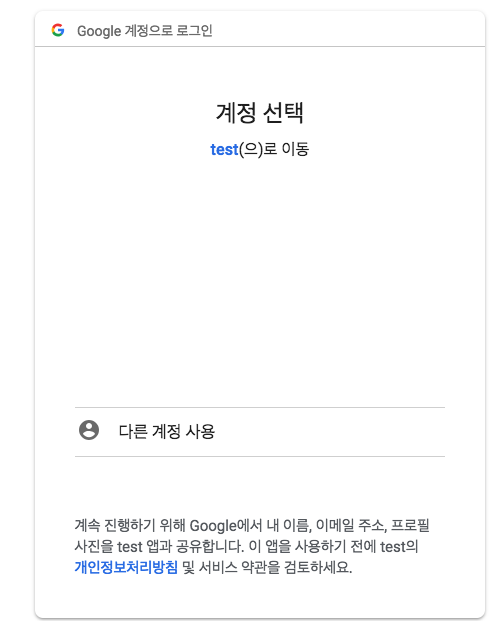 Google 계정으로 로그인
계정 선택
test(으)로 이동
다른 계정 사용
계속 진행하기 위해 Google에서 내 이름, 이메일 주소, 프로필
사진을 test 앱과 공유합니다. 이 앱을 사용하기 전에 test의
개인정보처리방침 및 서비스 약관을 검토하세요.